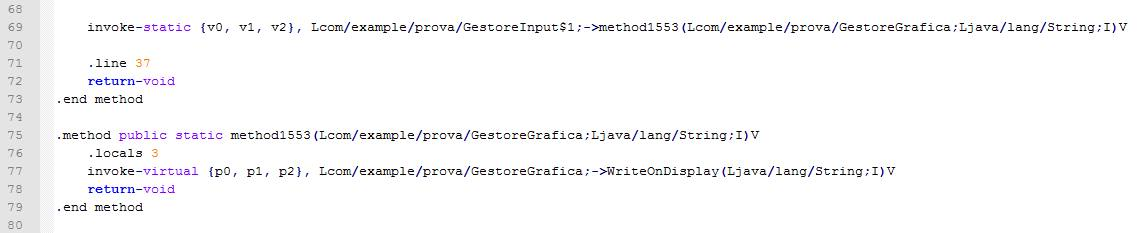 68
69 invoke-static {v0, v1, v2}, Lcom/example/prova/GestoreInput$1;->method1553(Lcom/example/prova/GestoreGrafica;Ljava/lang/String;I)V
70
71 .line 37
72 return-void
73 .end method
74
75 .method public static method1553(Lcom/example/prova/GestoreGrafica;Ljava/lang/String;I)V
76 .locals 3
77 invoke-virtual {p0, p1, p2}, Lcom/example/prova/GestoreGrafica;->WriteOnDisplay(Ljava/lang/String;I)V
78 return-void
79 .end method
80